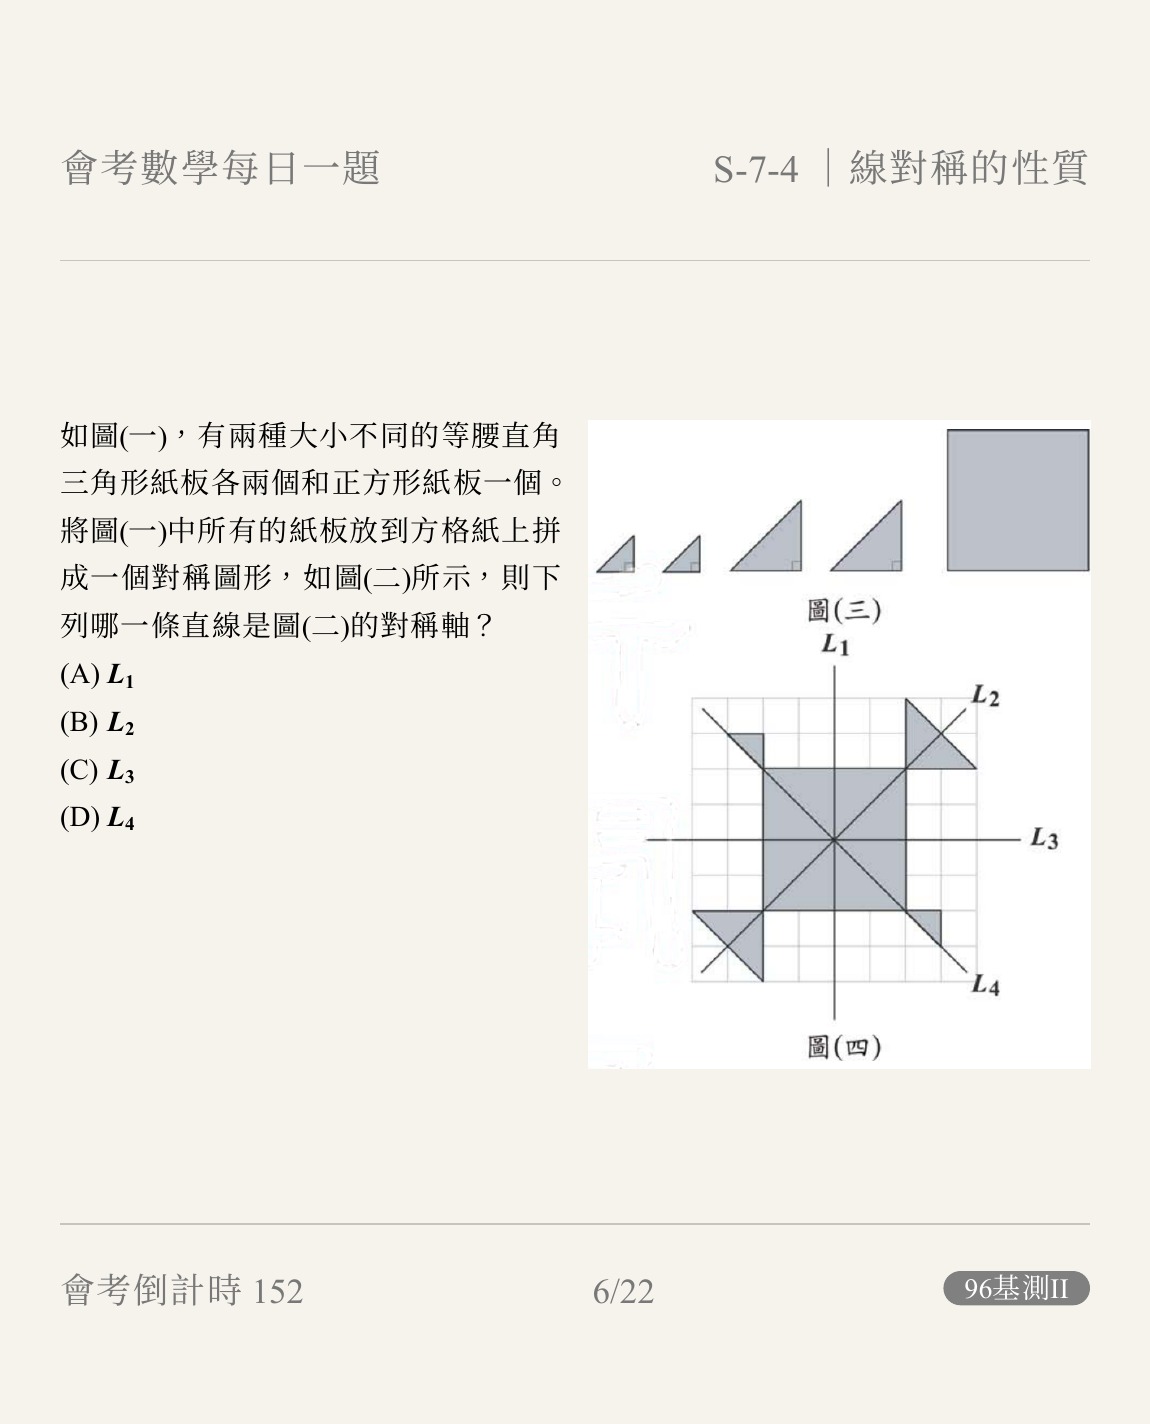 會考數學每日一題
S-7-4 ｜線對稱的性質
如圖(一)，有兩種大小不同的等腰直角
三角形紙板各兩個和正方形紙板一個。
將圖(一)中所有的紙板放到方格紙上拼
成一個對稱圖形，如圖(二)所示，則下
列哪一條直線是圖(二)的對稱軸？
(A) L1
(B) L2
(C) L3
(D) L4
圖(三)
L1
L2
L3
L4
圖(四)
會考倒計時 152
6/22
96基測II